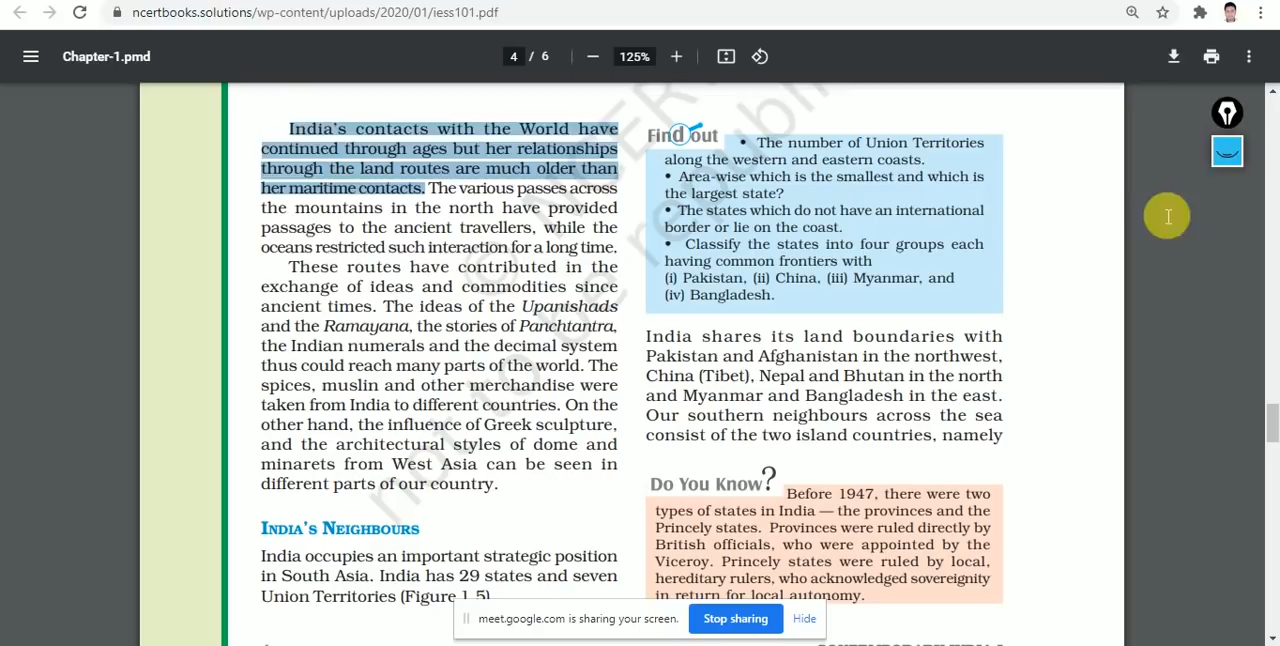 ncertbooks.solutions/wp-content/uploads/2020/01/iess101.pdf
Chapter-1.pmd
4 / 6
125%
India's contacts with the World have
continued through ages but her relationships
through the land routes are much older than
her maritime contacts. The various passes across
the mountains in the north have provided
passages to the ancient travellers, while the
oceans restricted such interaction for a long time.
These routes have contributed in the
exchange of ideas and commodities since
ancient times. The ideas of the Upanishads
and the Ramayana, the stories of Panchtantra,
the Indian numerals and the decimal system
thus could reach many parts of the world. The
spices, muslin and other merchandise were
taken from India to different countries. On the
other hand, the influence of Greek sculpture,
and the architectural styles of dome and
minarets from West Asia can be seen in
different parts of our country.
INDIA'S NEIGHBOURS
India occupies an important strategic position
in South Asia. India has 29 states and seven
Union Territories (Figure 1.5)
Find out
• The number of Union Territories
along the western and eastern coasts.
• Area-wise which is the smallest and which is
the largest state?
• The states which do not have an international
border or lie on the coast.
• Classify the states into four groups each
having common frontiers with
(i) Pakistan, (ii) China, (iii) Myanmar, and
(iv) Bangladesh.
India shares its land boundaries with
Pakistan and Afghanistan in the northwest,
China (Tibet), Nepal and Bhutan in the north
and Myanmar and Bangladesh in the east.
Our southern neighbours across the sea
consist of the two island countries, namely
Do You Know?
Before 1947, there were two
types of states in India — the provinces and the
Princely states. Provinces were ruled directly by
British officials, who were appointed by the
Viceroy. Princely states were ruled by local,
hereditary rulers, who acknowledged sovereignty
in return for local autonomy.
not to be republi
meet.google.com is sharing your screen.
Stop sharing
Hide